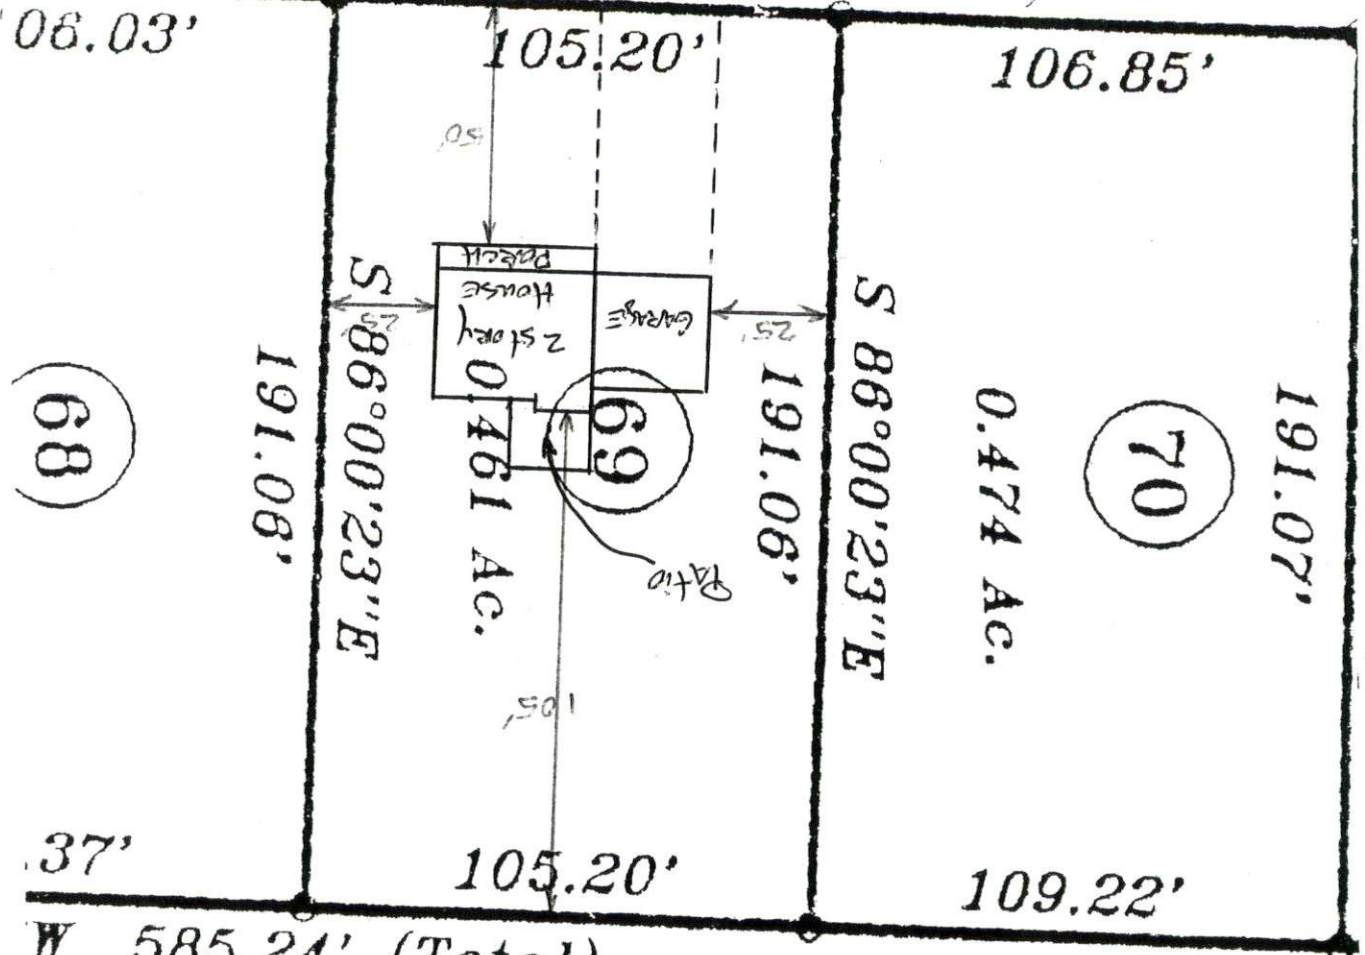 06.03'
105.20'
106.85'
50'
PORCH
HOUSE
2 story
GARAGE
25'
25'
S 86°00'23"E
191.06'
0.461 Ac.
69
68
Patio
191.06'
S 86°00'23"E
0.474 Ac.
70
191.07'
105'
.37'
105.20'
109.22'
W 585.24' (Total)